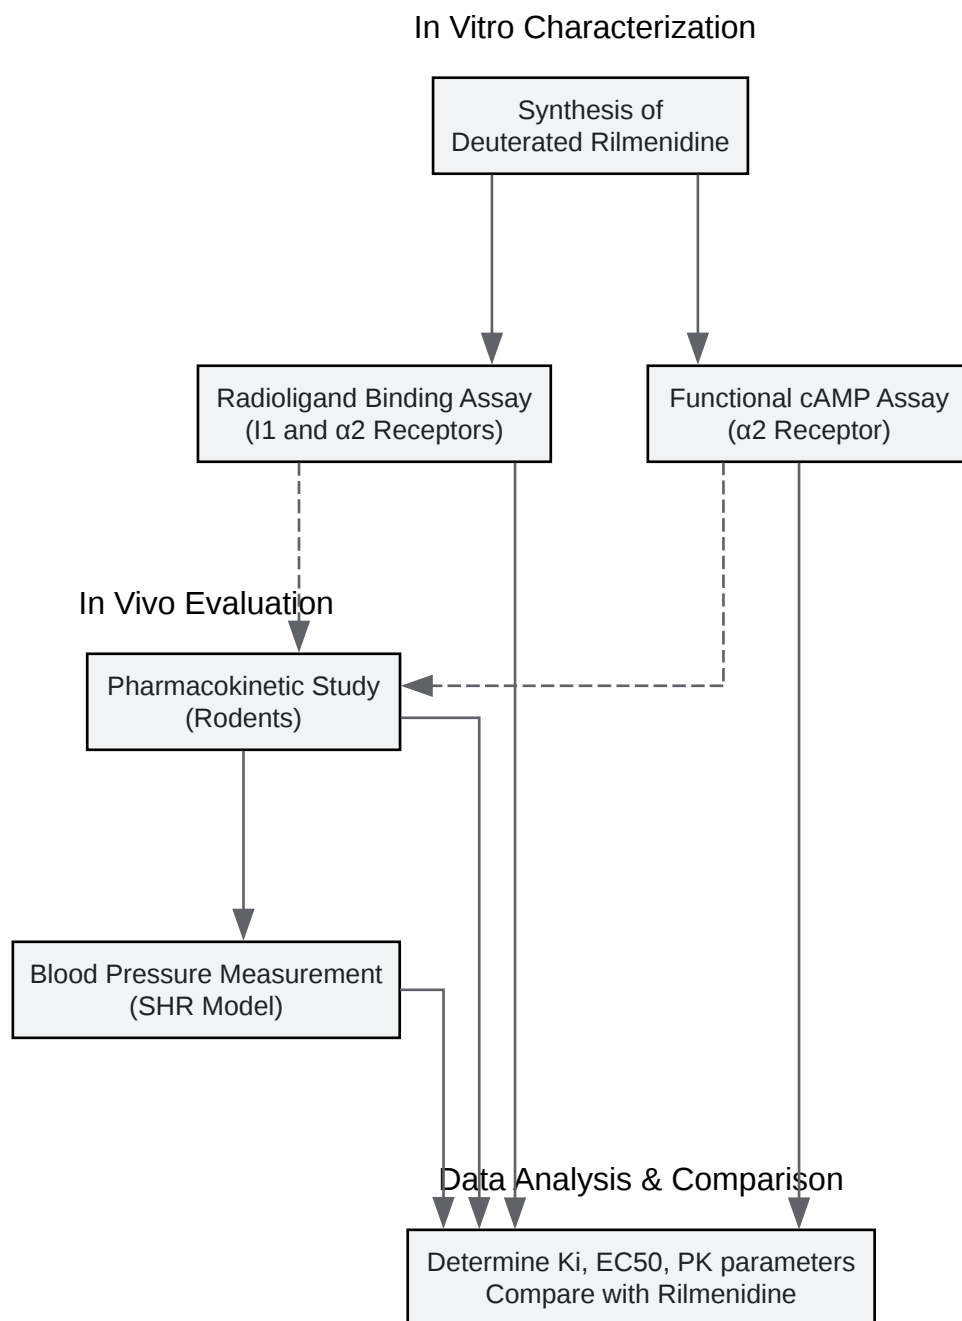 In Vitro Characterization
Synthesis of
Deuterated Rilmenidine
Radioligand Binding Assay
(I1 and α2 Receptors)
Functional cAMP Assay
(α2 Receptor)
In Vivo Evaluation
Pharmacokinetic Study
(Rodents)
Blood Pressure Measurement
(SHR Model)
Data Analysis & Comparison
Determine Ki, EC50, PK parameters
Compare with Rilmenidine